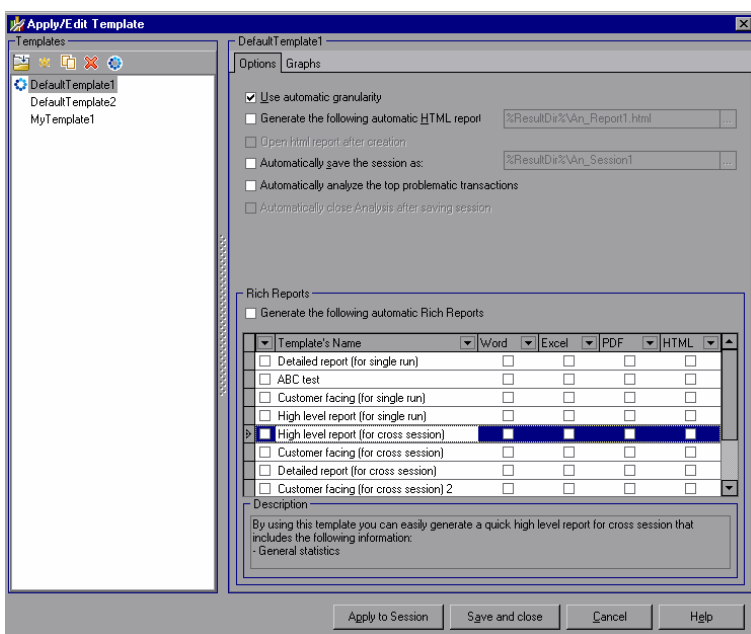 Apply/Edit Template
Templates
DefaultTemplate1
DefaultTemplate2
MyTemplate1
DefaultTemplate1
Options Graphs
Use automatic granularity
Generate the following automatic HTML report %ResultDir%\An_Report1.html ...
Open html report after creation
Automatically save the session as: %ResultDir%\An_Session1 ...
Automatically analyze the top problematic transactions
Automatically close Analysis after saving session
Rich Reports
Generate the following automatic Rich Reports
Template's Name Word Excel PDF HTML
Detailed report (for single run)
ABC test
Customer facing (for single run)
High level report (for single run)
High level report (for cross session)
Customer facing (for cross session)
Detailed report (for cross session)
Customer facing (for cross session) 2
Description
By using this template you can easily generate a quick high level report for cross session that
includes the following information:
- General statistics
Apply to Session Save and close Cancel Help